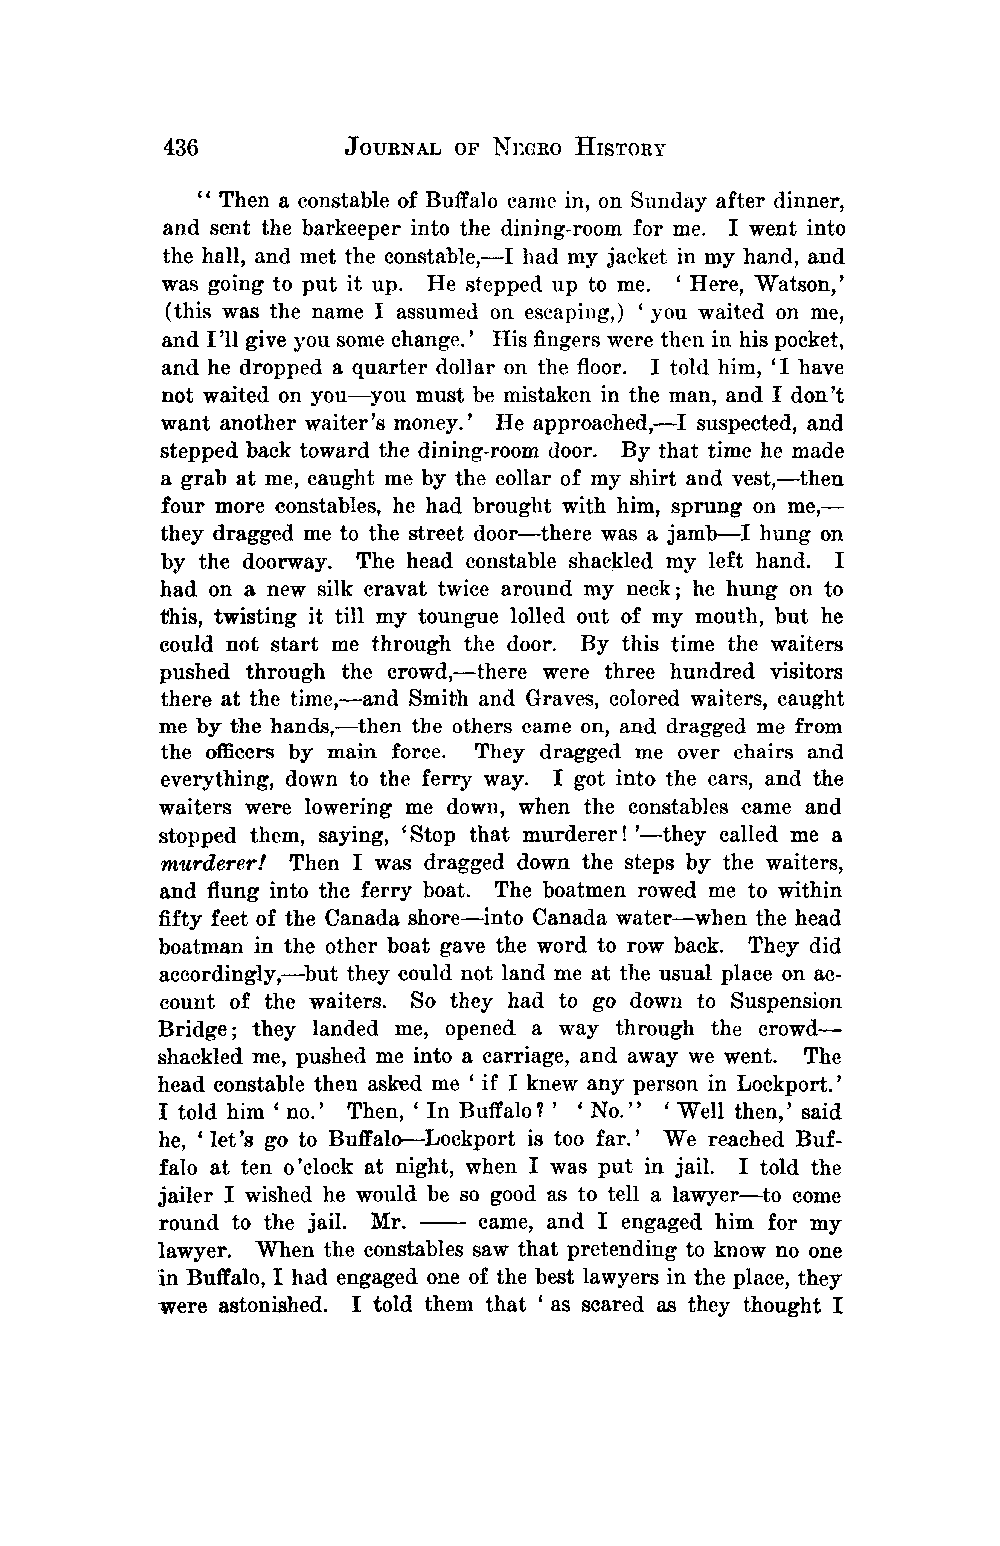 436 JOURNAL OF NEGRO HISTORY
“ Then a constable of Buffalo came in, on Sunday after dinner,
and sent the barkeeper into the dining-room for me. I went into
the hall, and met the constable,—I had my jacket in my hand, and
was going to put it up. He stepped up to me. ‘ Here, Watson,’
(this was the name I assumed on escaping,) ‘ you waited on me,
and I’ll give you some change.’ His fingers were then in his pocket,
and he dropped a quarter dollar on the floor. I told him, ‘I have
not waited on you—you must be mistaken in the man, and I don’t
want another waiter’s money.’ He approached,—I suspected, and
stepped back toward the dining-room door. By that time he made
a grab at me, caught me by the collar of my shirt and vest,—then
four more constables, he had brought with him, sprung on me,—
they dragged me to the street door—there was a jamb—I hung on
by the doorway. The head constable shackled my left hand. I
had on a new silk cravat twice around my neck; he hung on to
this, twisting it till my toungue lolled out of my mouth, but he
could not start me through the door. By this time the waiters
pushed through the crowd,—there were three hundred visitors
there at the time,—and Smith and Graves, colored waiters, caught
me by the hands,—then the others came on, and dragged me from
the officers by main force. They dragged me over chairs and
everything, down to the ferry way. I got into the cars, and the
waiters were lowering me down, when the constables came and
stopped them, saying, ‘Stop that murderer! ’—they called me a
murderer! Then I was dragged down the steps by the waiters,
and flung into the ferry boat. The boatmen rowed me to within
fifty feet of the Canada shore—into Canada water—when the head
boatman in the other boat gave the word to row back. They did
accordingly,—but they could not land me at the usual place on ac-
count of the waiters. So they had to go down to Suspension
Bridge; they landed me, opened a way through the crowd—
shackled me, pushed me into a carriage, and away we went. The
head constable then asked me ‘ if I knew any person in Lockport.’
I told him ‘ no.’ Then, ‘ In Buffalo? ’ ‘ No.’’ ‘ Well then,’ said
he, ‘ let’s go to Buffalo—Lockport is too far.’ We reached Buf-
falo at ten o’clock at night, when I was put in jail. I told the
jailer I wished he would be so good as to tell a lawyer—to come
round to the jail. Mr. —— came, and I engaged him for my
lawyer. When the constables saw that pretending to know no one
in Buffalo, I had engaged one of the best lawyers in the place, they
were astonished. I told them that ‘ as scared as they thought I